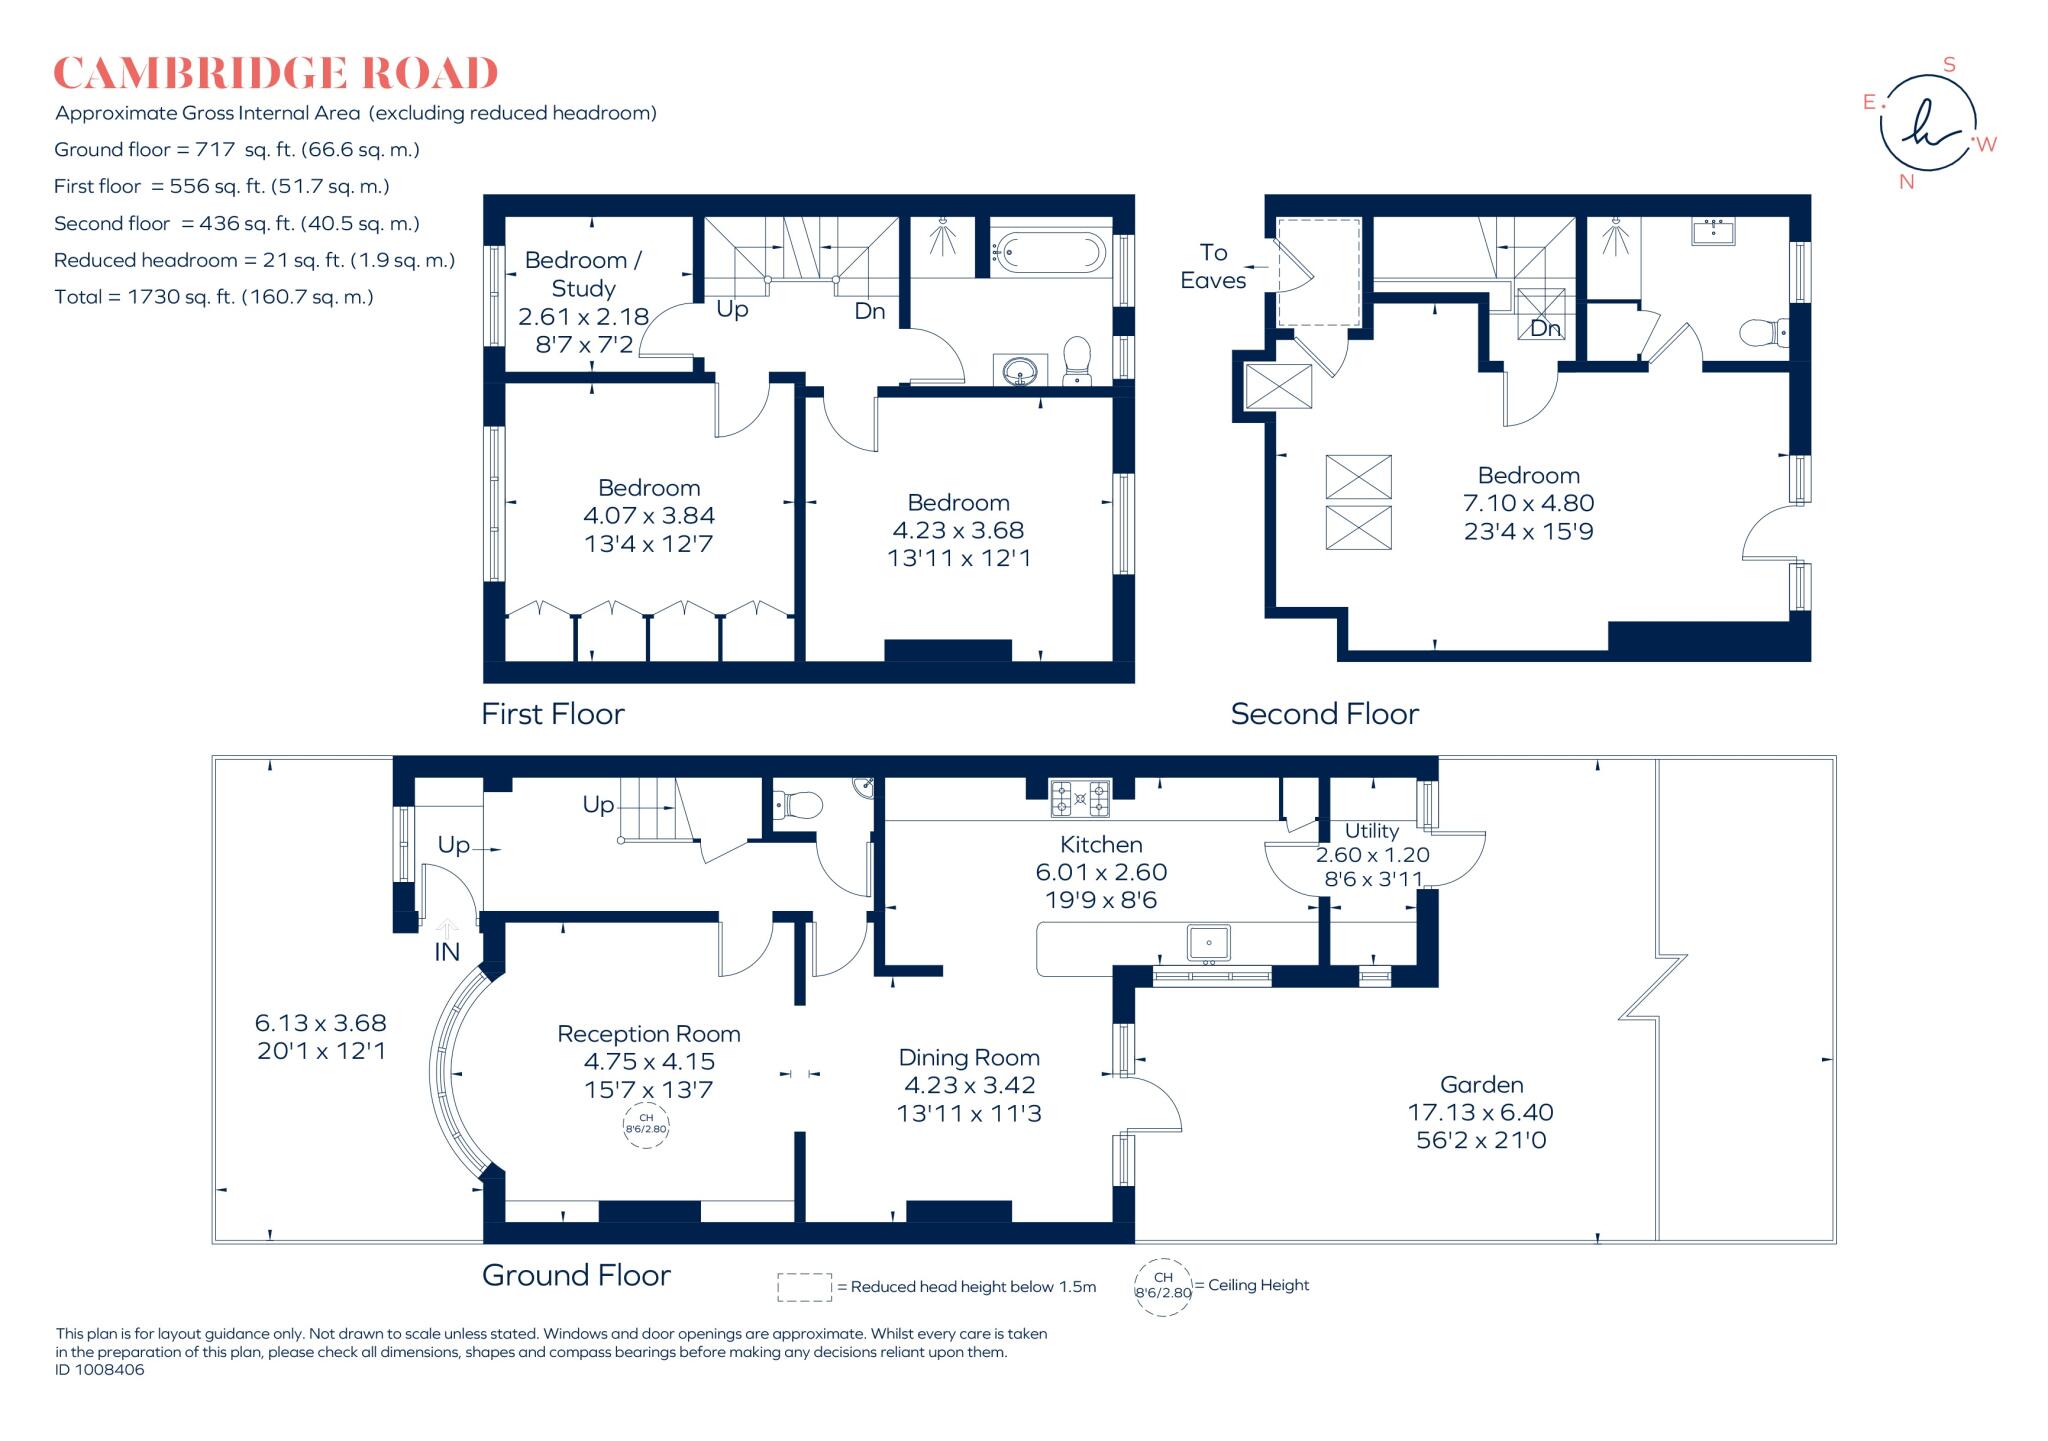 CAMBRIDGE ROAD
Approximate Gross Internal Area (excluding reduced headroom)
Ground floor = 717 sq. ft. (66.6 sq. m.)
First floor = 556 sq. ft. (51.7 sq. m.)
Second floor = 436 sq. ft. (40.5 sq. m.)
Reduced headroom = 21 sq. ft. (1.9 sq. m.)
Total = 1730 sq. ft. (160.7 sq. m.)
S
E
W
N
h
Bedroom /
Study
2.61 x 2.18
8'7 x 7'2
Up
Dn
Bedroom
4.07 x 3.84
13'4 x 12'7
Bedroom
4.23 x 3.68
13'11 x 12'1
First Floor
To
Eaves
Dn
Bedroom
7.10 x 4.80
23'4 x 15'9
Second Floor
Up
Up
IN
6.13 x 3.68
20'1 x 12'1
Reception Room
4.75 x 4.15
15'7 x 13'7
CH
8'6/2.80
Kitchen
6.01 x 2.60
19'9 x 8'6
Utility
2.60 x 1.20
8'6 x 3'11
Dining Room
4.23 x 3.42
13'11 x 11'3
Garden
17.13 x 6.40
56'2 x 21'0
Ground Floor
= Reduced head height below 1.5m
CH
8'6/2.80
= Ceiling Height
This plan is for layout guidance only. Not drawn to scale unless stated. Windows and door openings are approximate. Whilst every care is taken
in the preparation of this plan, please check all dimensions, shapes and compass bearings before making any decisions reliant upon them.
ID 1008406